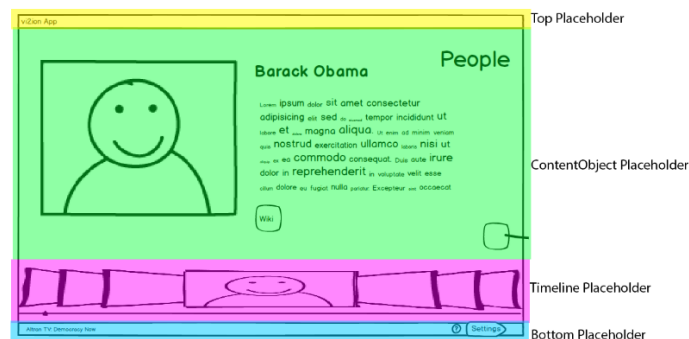 viZion App
Top Placeholder
People
Barack Obama
Lorem ipsum dolor sit amet consectetur
adipisicing elit sed do eiusmod tempor incididunt ut
labore et dolore magna aliqua. Ut enim ad minim veniam
quis nostrud exercitation ullamco laboris nisi ut
ex ea commodo consequat. Duis aute irure
dolor in reprehenderit in voluptate velit esse
cillum dolore eu fugiat nulla pariatur. Excepteur sint occaecat
ContentObject Placeholder
Wiki
Timeline Placeholder
TV: Democracy Now
? Settings
Bottom Placeholder